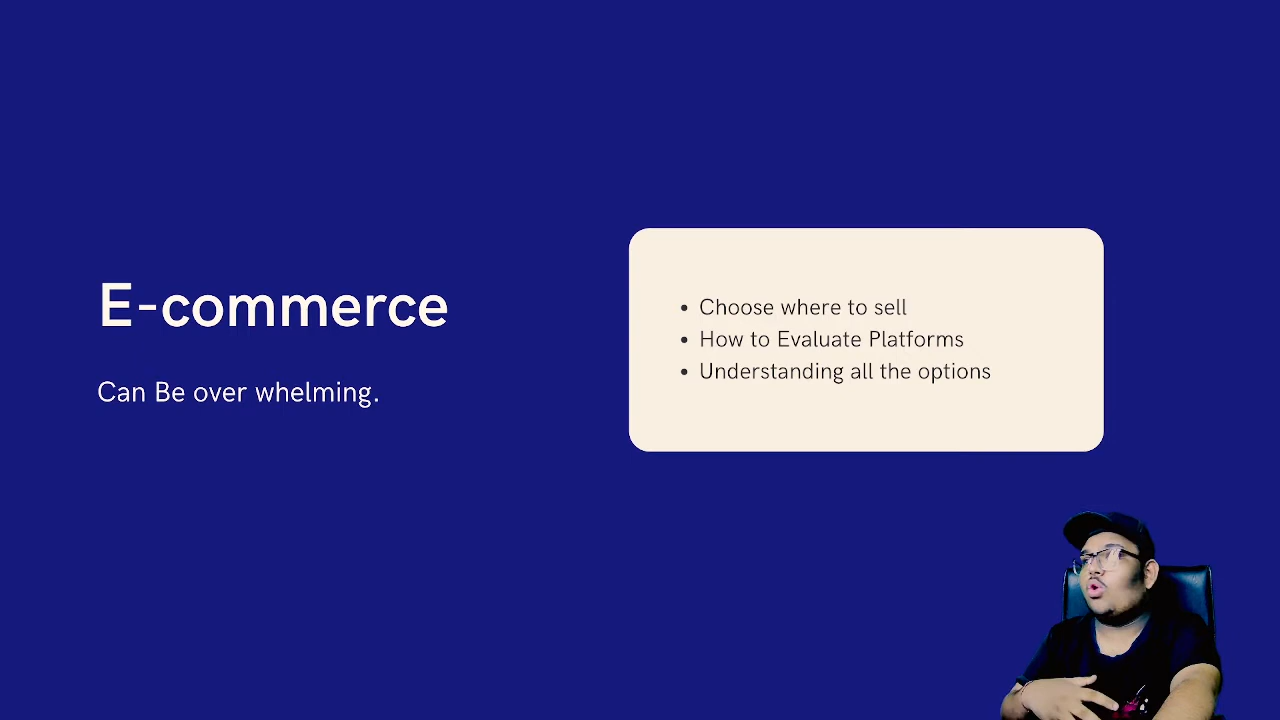 E-commerce
Can Be over whelming.
• Choose where to sell
• How to Evaluate Platforms
• Understanding all the options